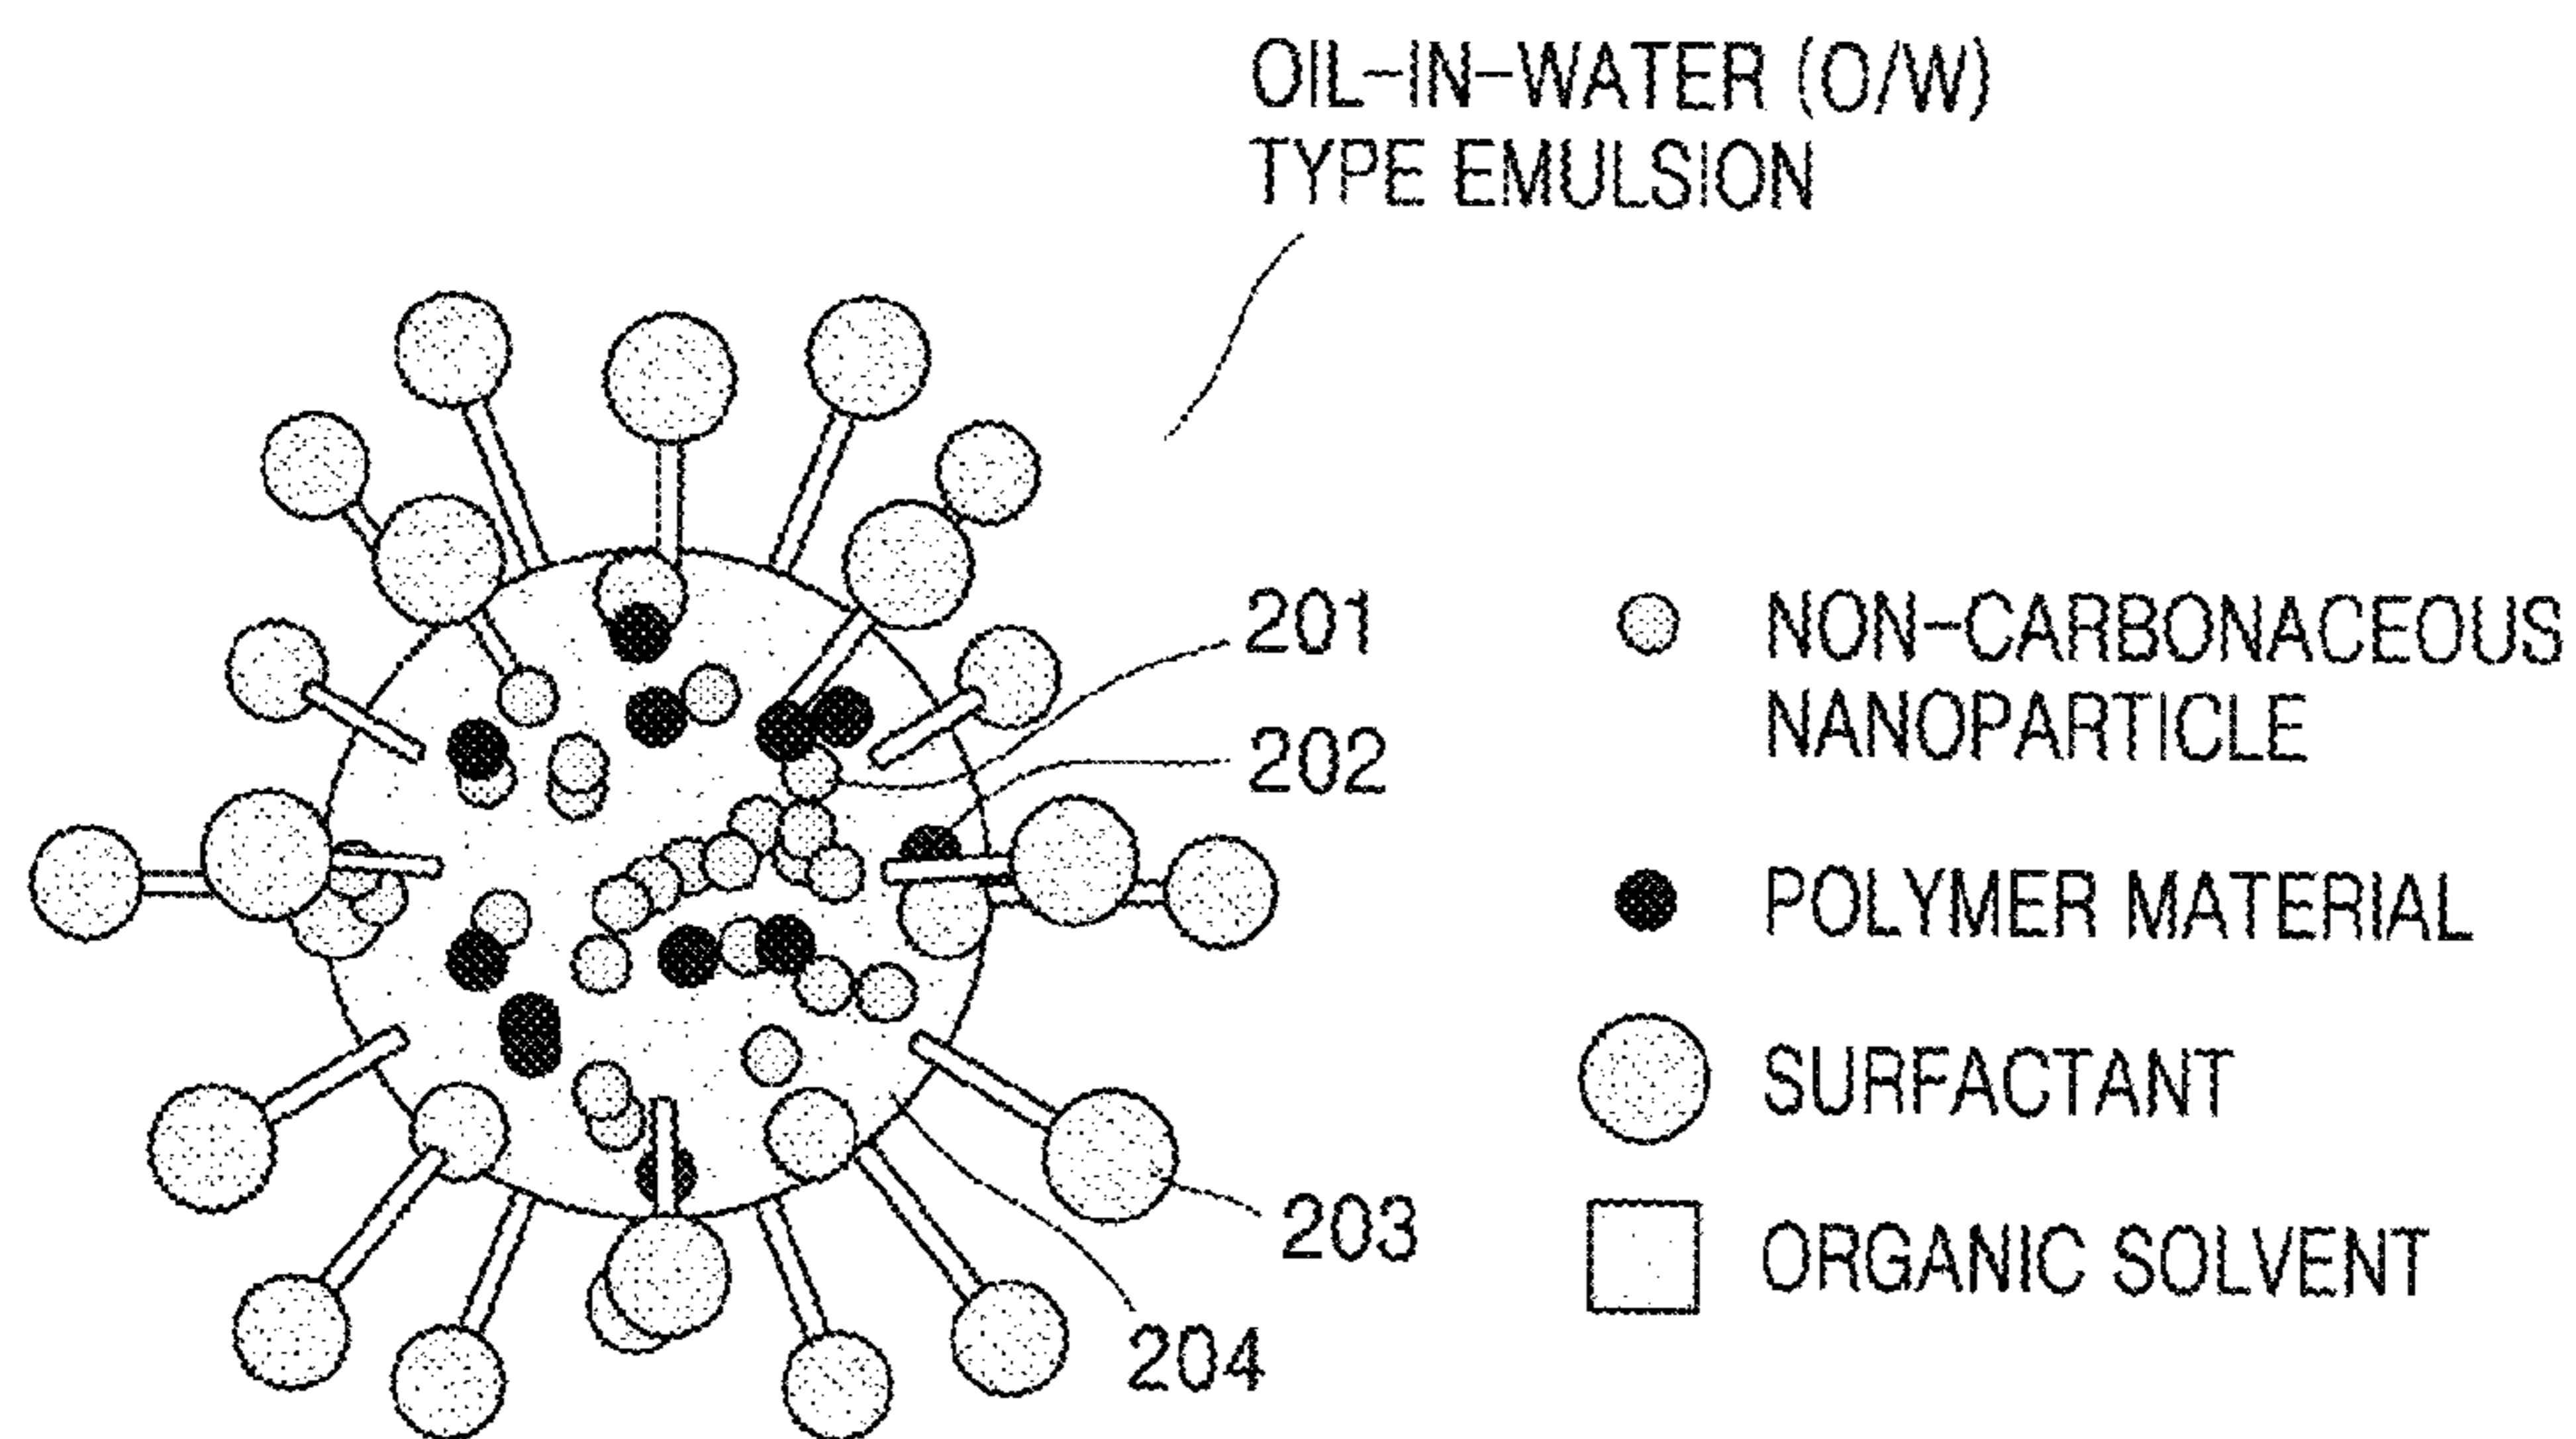 OIL-IN-WATER (O/W)
TYPE EMULSION
201
202
203
204
NON-CARBONACEOUS
NANOPARTICLE
POLYMER MATERIAL
SURFACTANT
ORGANIC SOLVENT